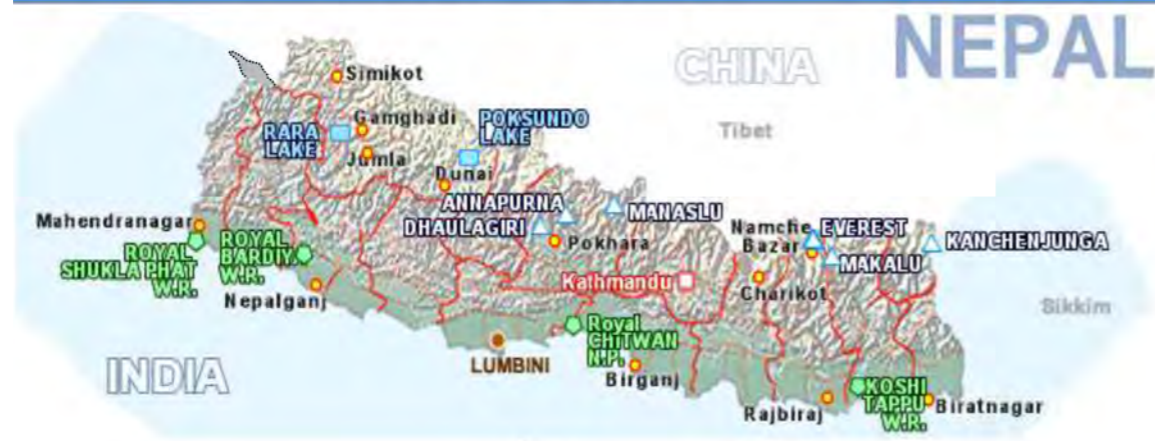 NEPAL
CHINA
Tibet
Simikot
Gamghadi
RARA
LAKE
POKSUNDO
LAKE
Jumla
Dunai
ANNAPURNA
DHAULAGIRI
MANASLU
Pokhara
Mahendranagar
ROYAL
SHUKLA PHAT
W.R.
ROYAL
BARDIY.
W.R.
Nepalganj
Kathmandu
Namche
Bazar
EVEREST
MAKALU
KANCHENJUNGA
Charikot
Sikkim
INDIA
LUMBINI
Royal
CHITWAN
N.P.
Birganj
Rajbiraj
KOSHI
TAPPU
W.R.
Biratnagar